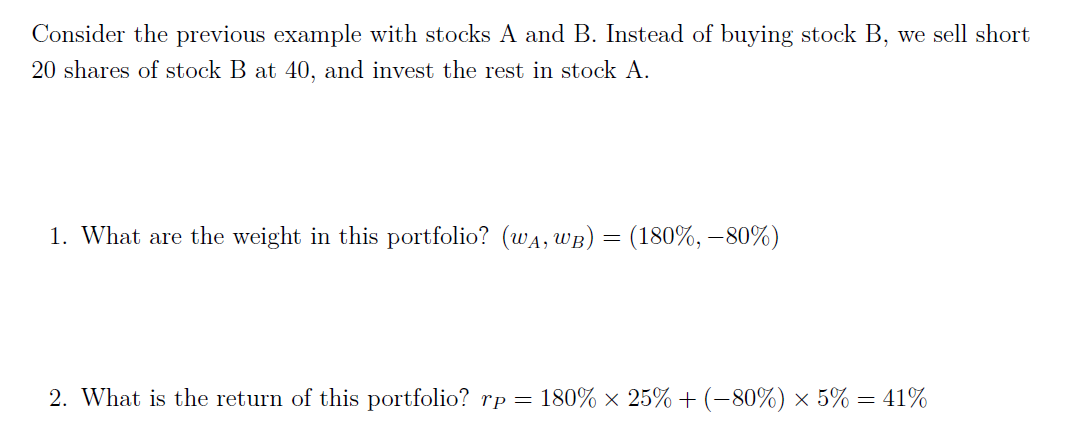 Consider the previous example with stocks A and B. Instead of buying stock B, we sell short
20 shares of stock B at 40, and invest the rest in stock A.
1. What are the weight in this portfolio? (w_A, w_B) = (180%, −80%)
2. What is the return of this portfolio? r_P = 180% × 25% + (−80%) × 5% = 41%